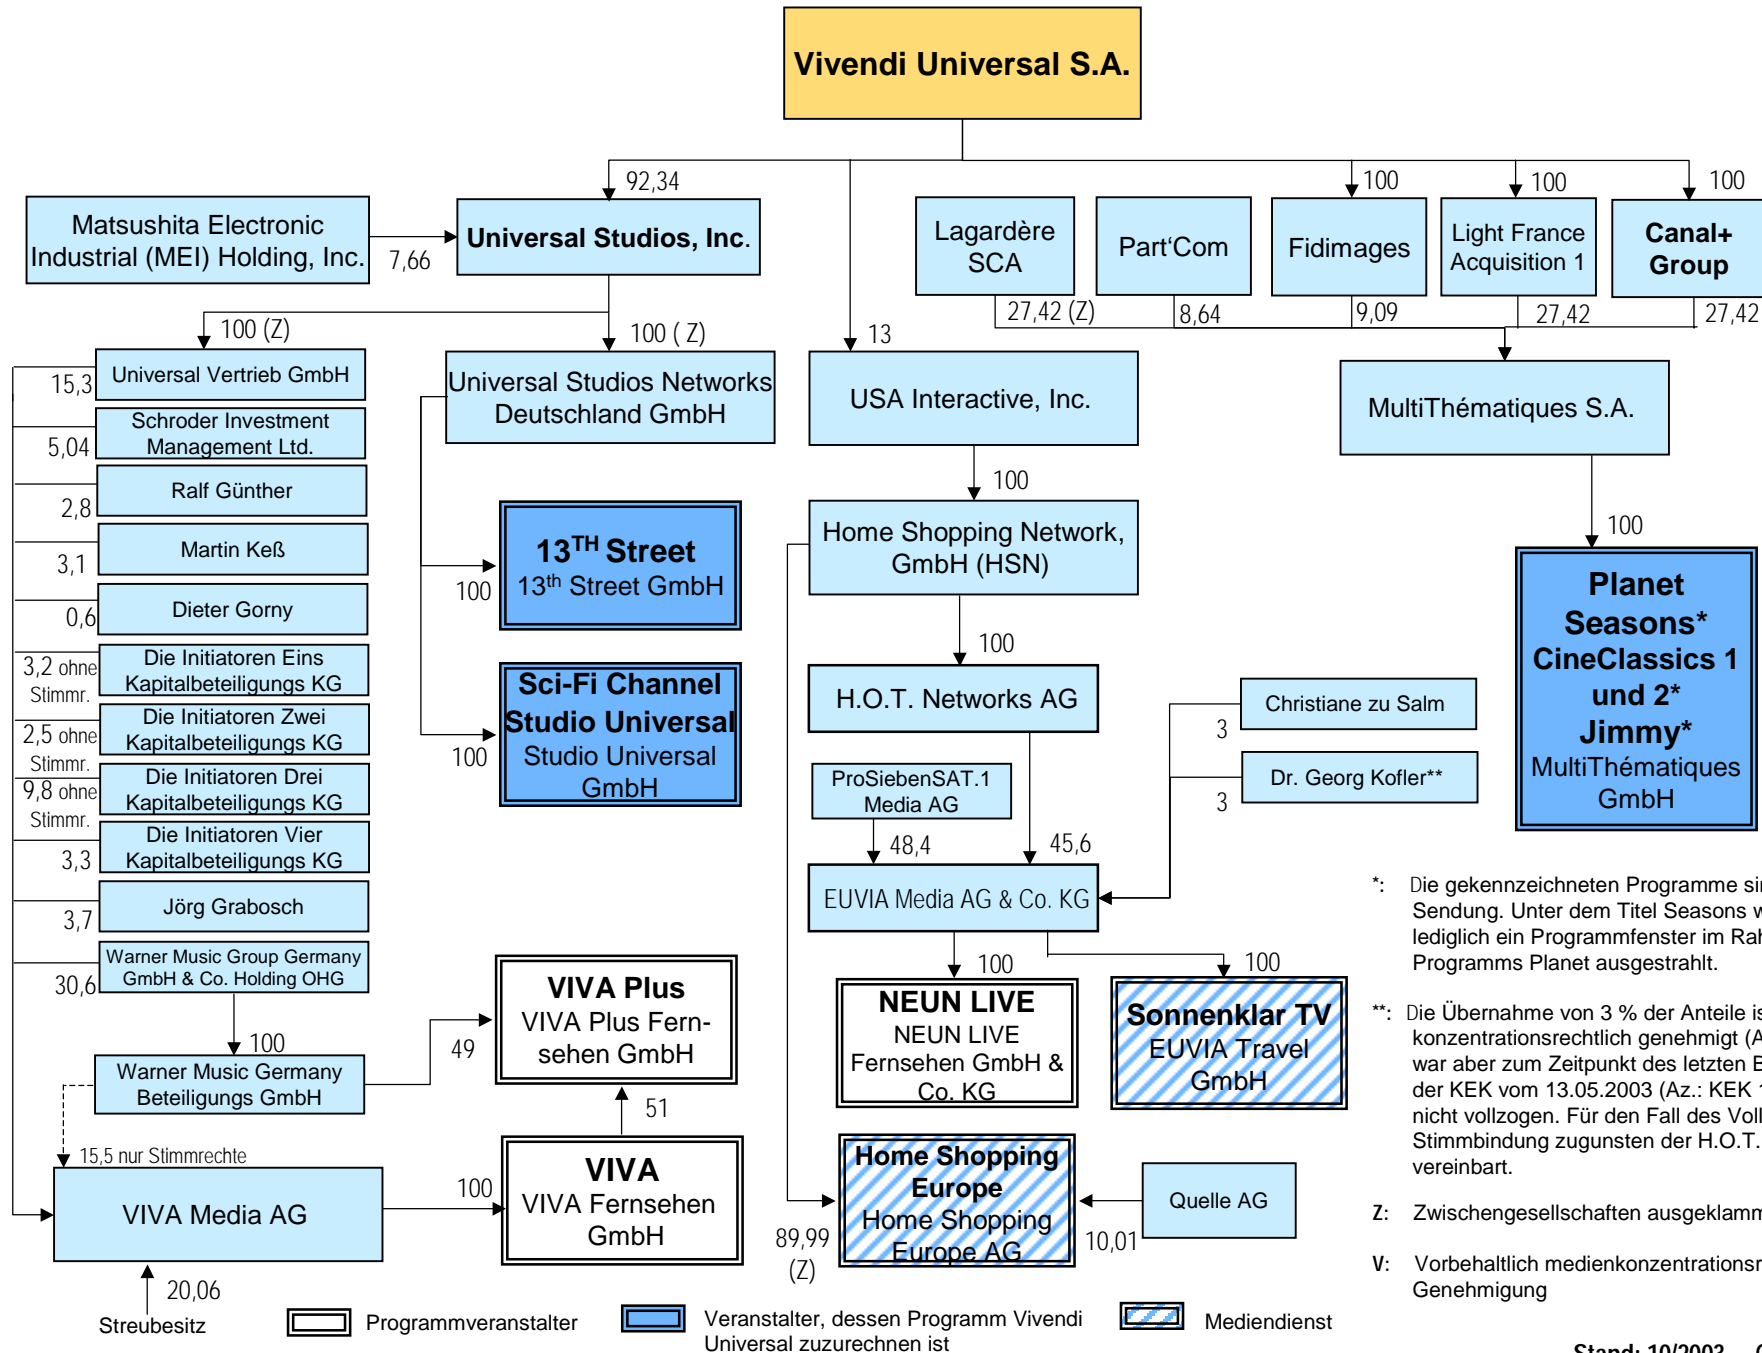 Vivendi Universal S.A.
92,34
100
100
100
Matsushita Electronic
Industrial (MEI) Holding, Inc.
7,66
Universal Studios, Inc.
Lagardère
SCA
Part‘Com
Fidimages
Light France
Acquisition 1
Canal+
Group
27,42 (Z)
8,64
9,09
27,42
27,42
100 (Z)
100 ( Z)
13
Universal Vertrieb GmbH
15,3
Schroder Investment
Management Ltd.
5,04
Ralf Günther
2,8
Martin Keß
3,1
Dieter Gorny
0,6
Die Initiatoren Eins
Kapitalbeteiligungs KG
3,2 ohne
Stimmr.
Die Initiatoren Zwei
Kapitalbeteiligungs KG
2,5 ohne
Stimmr.
Die Initiatoren Drei
Kapitalbeteiligungs KG
9,8 ohne
Stimmr.
Die Initiatoren Vier
Kapitalbeteiligungs KG
3,3
Jörg Grabosch
3,7
Warner Music Group Germany
GmbH & Co. Holding OHG
30,6
100
Warner Music Germany
Beteiligungs GmbH
49
15,5 nur Stimmrechte
VIVA Media AG
100
20,06
Streubesitz
Universal Studios Networks
Deutschland GmbH
13TH Street
13th Street GmbH
100
Sci-Fi Channel
Studio Universal
Studio Universal
GmbH
100
VIVA Plus
VIVA Plus Fern-
sehen GmbH
51
VIVA
VIVA Fernsehen
GmbH
USA Interactive, Inc.
100
Home Shopping Network,
GmbH (HSN)
100
H.O.T. Networks AG
ProSiebenSAT.1
Media AG
48,4
45,6
Christiane zu Salm
3
Dr. Georg Kofler**
3
EUVIA Media AG & Co. KG
100
100
NEUN LIVE
NEUN LIVE
Fernsehen GmbH &
Co. KG
Sonnenklar TV
EUVIA Travel
GmbH
Home Shopping
Europe
Home Shopping
Europe AG
89,99
(Z)
10,01
Quelle AG
MultiThématiques S.A.
100
Planet
Seasons*
CineClassics 1
und 2*
Jimmy*
MultiThématiques
GmbH
*: Die gekennzeichneten Programme
Sendung. Unter dem Titel Seasons
lediglich ein Programmfenster im
Programms Planet ausgestrahlt.
**: Die Übernahme von 3 % der Anteile
konzentrationsrechtlich genehmigt
war aber zum Zeitpunkt des letzten
der KEK vom 13.05.2003 (Az.: KEK
nicht vollzogen. Für den Fall des
Stimmbindung zugunsten der H.O.T.
vereinbart.
Z: Zwischengesellschaften
V: Vorbehaltlich
Genehmigung
Programmveranstalter
Veranstalter, dessen Programm Vivendi
Universal zuzurechnen ist
Mediendienst
Stand: 10/2003